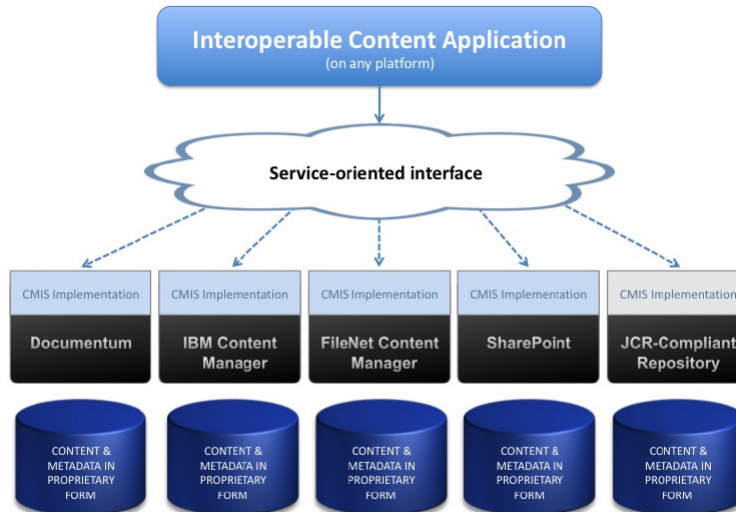 Interoperable Content Application
(on any platform)
Service-oriented interface
CMIS Implementation
CMIS Implementation
CMIS Implementation
CMIS Implementation
CMIS Implementation
Documentum
IBM Content
Manager
FileNet Content
Manager
SharePoint
JCR-Compliant
Repository
CONTENT &
METADATA IN
PROPRIETARY
FORM
CONTENT &
METADATA IN
PROPRIETARY
FORM
CONTENT &
METADATA IN
PROPRIETARY
FORM
CONTENT &
METADATA IN
PROPRIETARY
FORM
CONTENT &
METADATA IN
PROPRIETARY
FORM